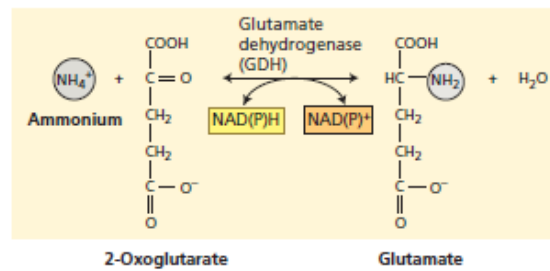 Glutamate
dehydrogenase
(GDH)
COOH
COOH
NH4+ + C=O
HC—NH2 + H2O
Ammonium
CH2
NAD(P)H
NAD(P)+
CH2
CH2
CH2
C—O−
C—O−
O
O
2-Oxoglutarate
Glutamate